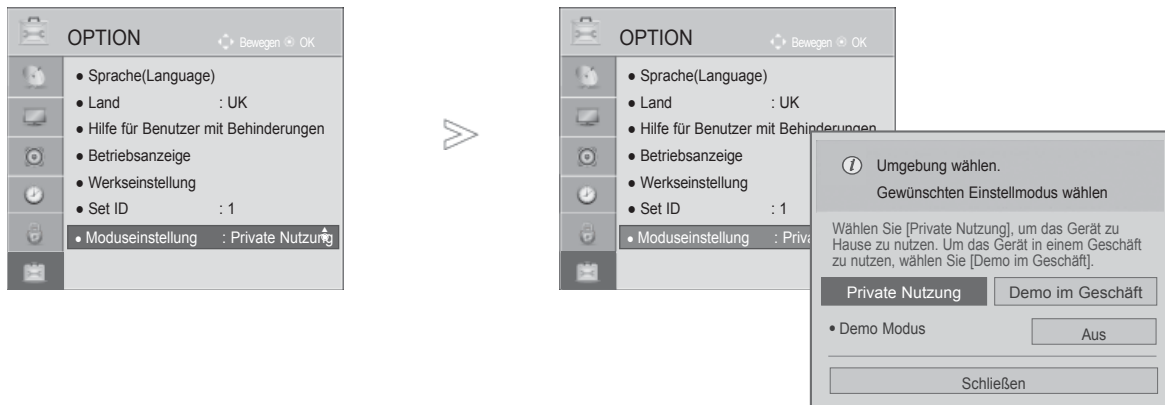 OPTION
Bewegen OK
● Sprache(Language)
● Land : UK
● Hilfe für Benutzer mit Behinderungen
● Betriebsanzeige
● Werkseinstellung
● Set ID : 1
● Moduseinstellung : Private Nutzung
>
OPTION
Bewegen OK
● Sprache(Language)
● Land : UK
● Hilfe für Benutzer mit Behinderungen
● Betriebsanzeige
● Werkseinstellung
● Set ID : 1
● Moduseinstellung : Priva
i Umgebung wählen.
Gewünschten Einstellmodus wählen
Wählen Sie [Private Nutzung], um das Gerät zu
Hause zu nutzen. Um das Gerät in einem Geschäft
zu nutzen, wählen Sie [Demo im Geschäft].
Private Nutzung
Demo im Geschäft
• Demo Modus
Aus
Schließen